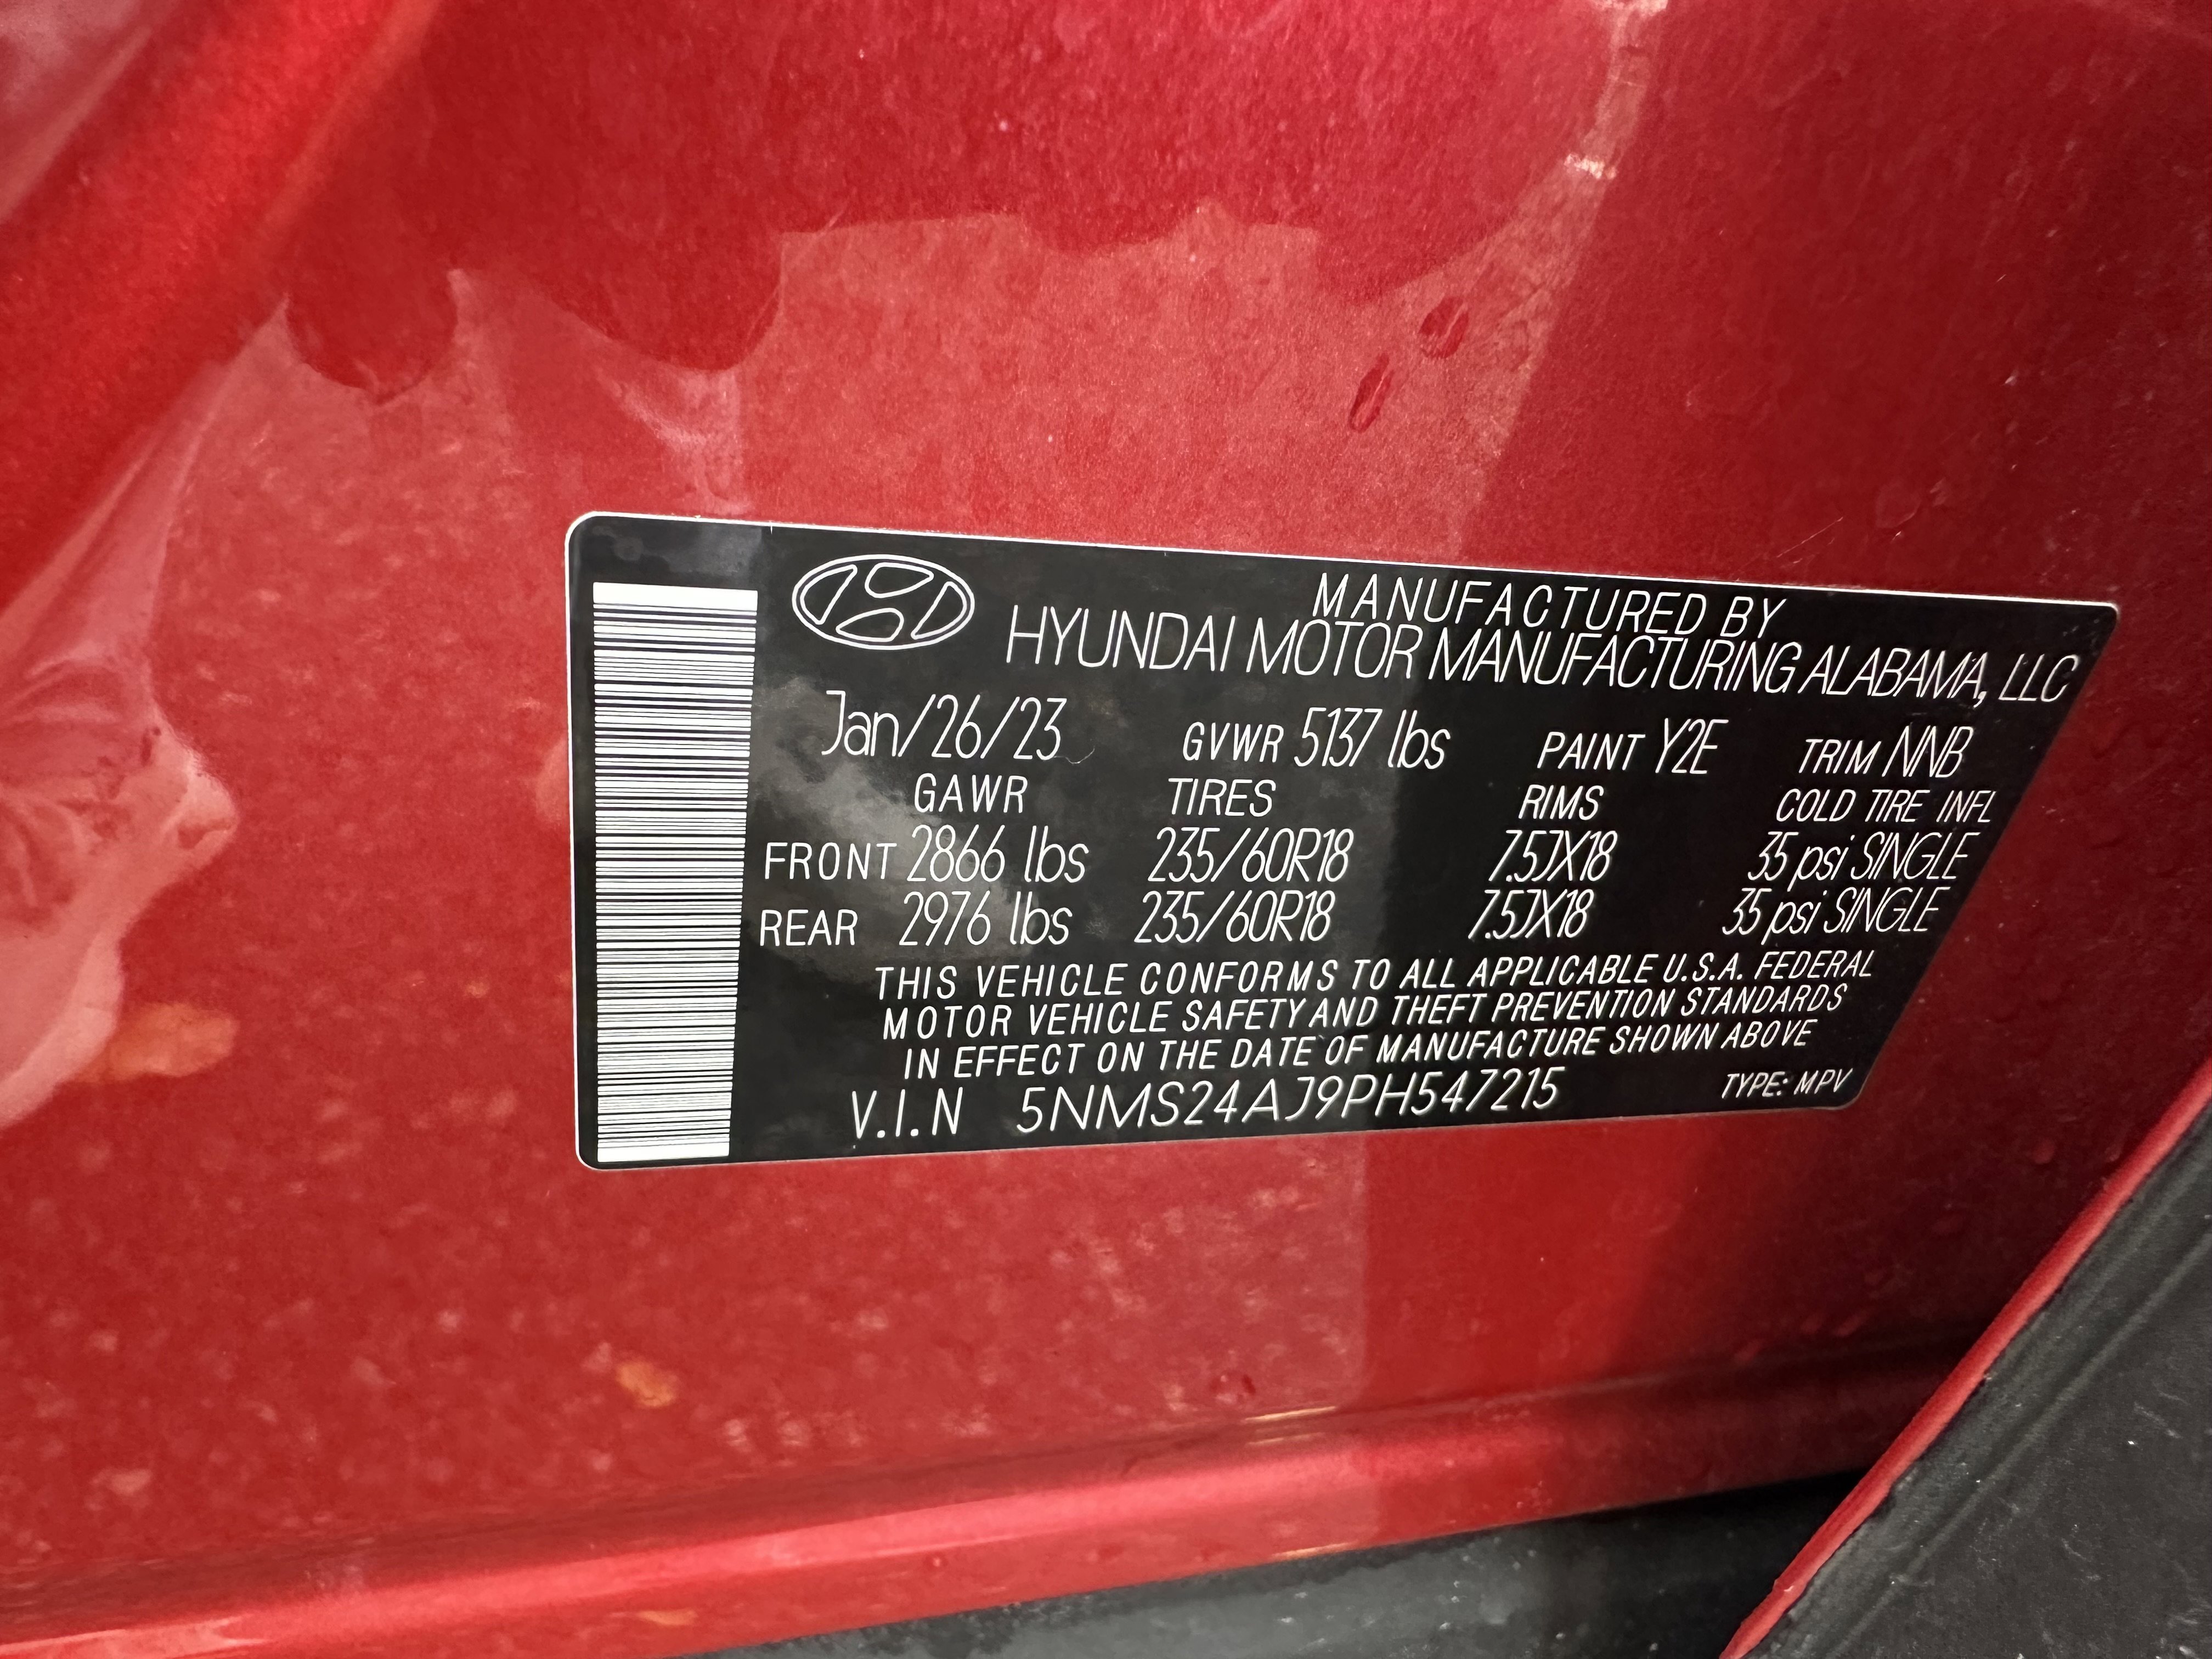 MANUFACTURED BY
HYUNDAI MOTOR MANUFACTURING ALABAMA, LLC
Jan/26/23 GVWR 5137 lbs PAINT Y2E TRIM NNB
GAWR TIRES RIMS COLD TIRE INFL
FRONT 2866 lbs 235/60R18 7.5JX18 35 psi SINGLE
REAR 2976 lbs 235/60R18 7.5JX18 35 psi SINGLE
THIS VEHICLE CONFORMS TO ALL APPLICABLE U.S.A. FEDERAL
MOTOR VEHICLE SAFETY AND THEFT PREVENTION STANDARDS
IN EFFECT ON THE DATE OF MANUFACTURE SHOWN ABOVE
V.I.N 5NMS24AJ9PH547215 TYPE: MPV